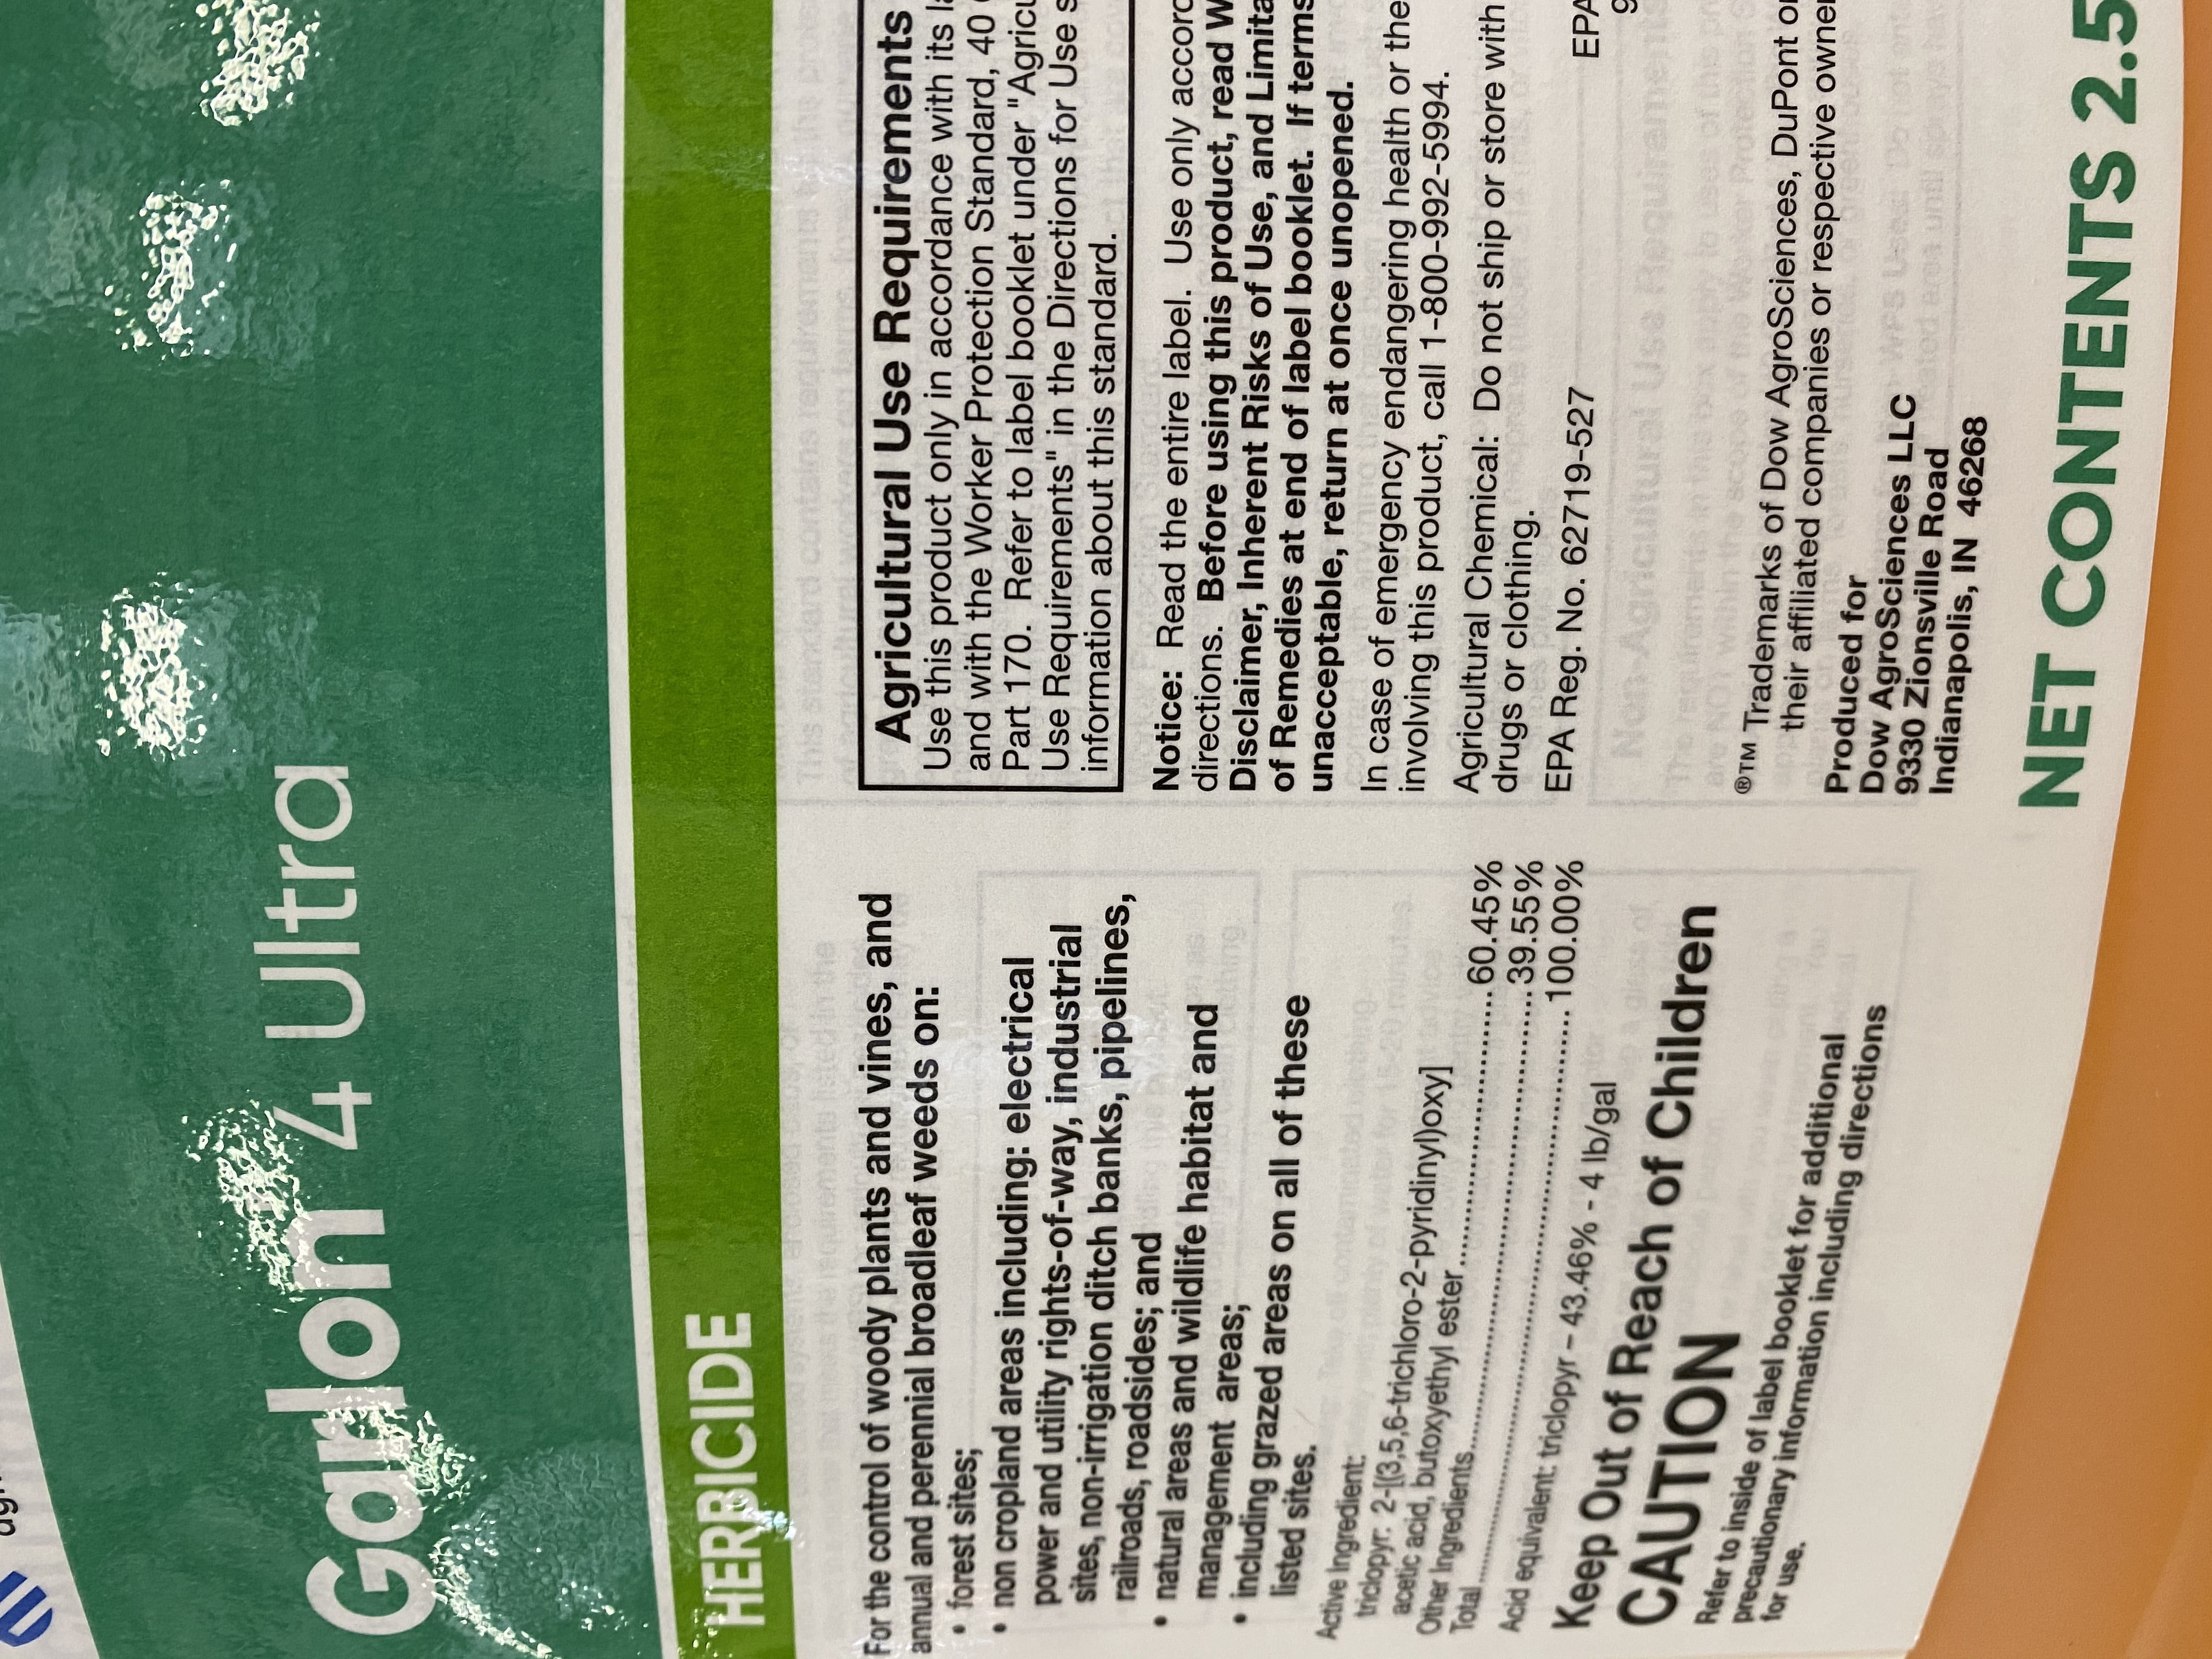 Garlon® 4 Ultra
HERBICIDE
For the control of woody plants and vines, and
annual and perennial broadleaf weeds on:
• forest sites;
• non cropland areas including: electrical
power and utility rights-of-way, industrial
sites, non-irrigation ditch banks, pipelines,
railroads, roadsides; and
• natural areas and wildlife habitat and
management areas;
• including grazed areas on all of these
listed sites.
Active Ingredient:
triclopyr: 2-[(3,5,6-trichloro-2-pyridinyl)oxy]
acetic acid, butoxyethyl ester 60.45%
Other Ingredients 39.55%
Total 100.00%
Acid equivalent: triclopyr – 43.46% - 4 lb/gal
Keep Out of Reach of Children
CAUTION
Refer to inside of label booklet for additional
precautionary information including directions
for use.
Agricultural Use Requirements
Use this product only in accordance with its
and with the Worker Protection Standard, 40
Part 170. Refer to label booklet under "Agricu
Use Requirements" in the Directions for Use
information about this standard.
Notice: Read the entire label. Use only accord
directions. Before using this product, read
Disclaimer, Inherent Risks of Use, and Limita
of Remedies at end of label booklet. If terms
unacceptable, return at once unopened.
In case of emergency endangering health or the
involving this product, call 1-800-992-5994.
Agricultural Chemical: Do not ship or store with
drugs or clothing.
EPA Reg. No. 62719-527 EPA
®™ Trademarks of Dow AgroSciences, DuPont or
their affiliated companies or respective owner
Produced for
Dow AgroSciences LLC
9330 Zionsville Road
Indianapolis, IN 46268
NET CONTENTS 2.5